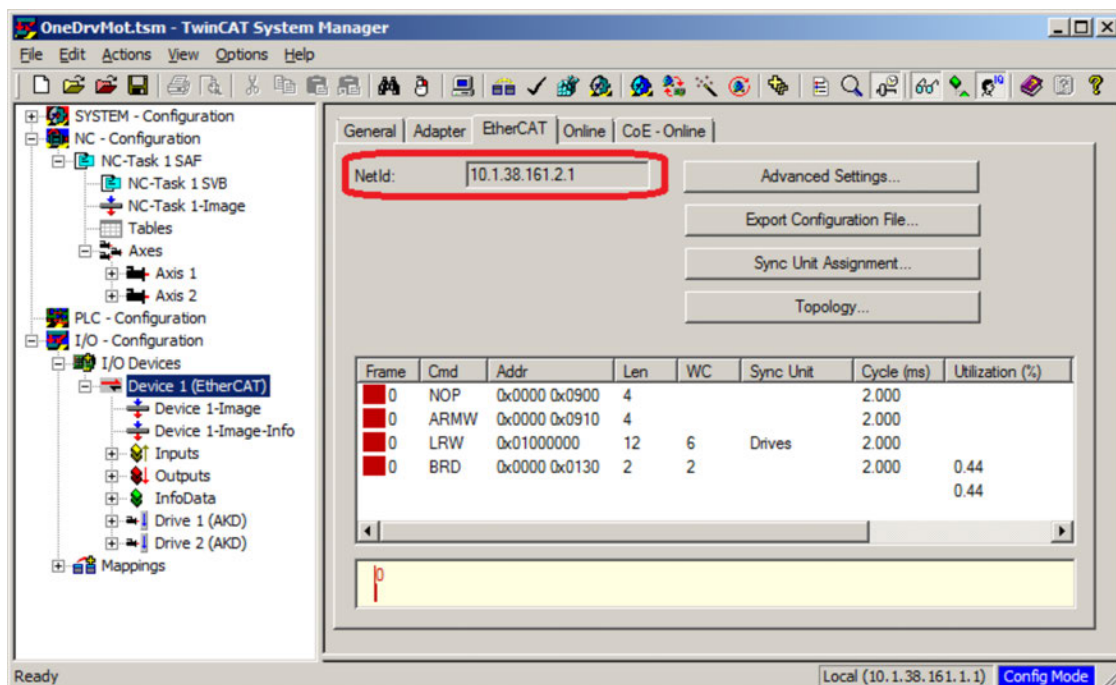 OneDrvMot.tsm - TwinCAT System Manager
File Edit Actions View Options Help
SYSTEM - Configuration
NC - Configuration
NC-Task 1 SAF
NC-Task 1 SVB
NC-Task 1-Image
Tables
Axes
Axis 1
Axis 2
PLC - Configuration
I/O - Configuration
I/O Devices
Device 1 (EtherCAT)
Device 1-Image
Device 1-Image-Info
Inputs
Outputs
InfoData
Drive 1 (AKD)
Drive 2 (AKD)
Mappings
General Adapter EtherCAT Online CoE - Online
NetId: 10.1.38.161.2.1
Advanced Settings...
Export Configuration File...
Sync Unit Assignment...
Topology...
Frame Cmd Addr Len WC Sync Unit Cycle (ms) Utilization (%)
0 NOP 0x0000 0x0900 4 2.000
0 ARMW 0x0000 0x0910 4 2.000
0 LRW 0x01000000 12 6 Drives 2.000
0 BRD 0x0000 0x0130 2 2 2.000 0.44
0.44
0
Ready Local (10.1.38.161.1.1) Config Mode